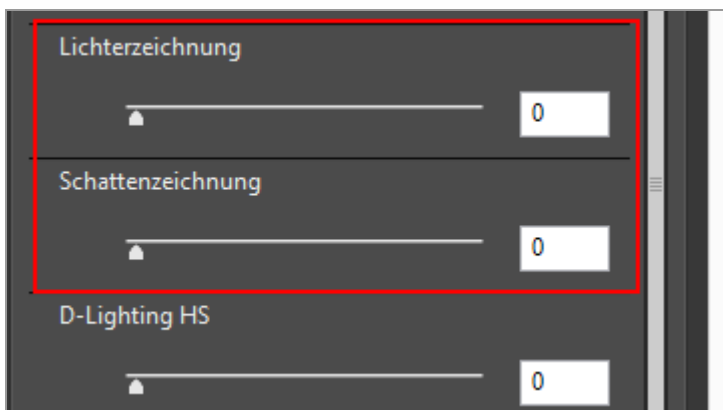 Lichterzeichnung
0
Schattenzeichnung
0
D-Lighting HS
0